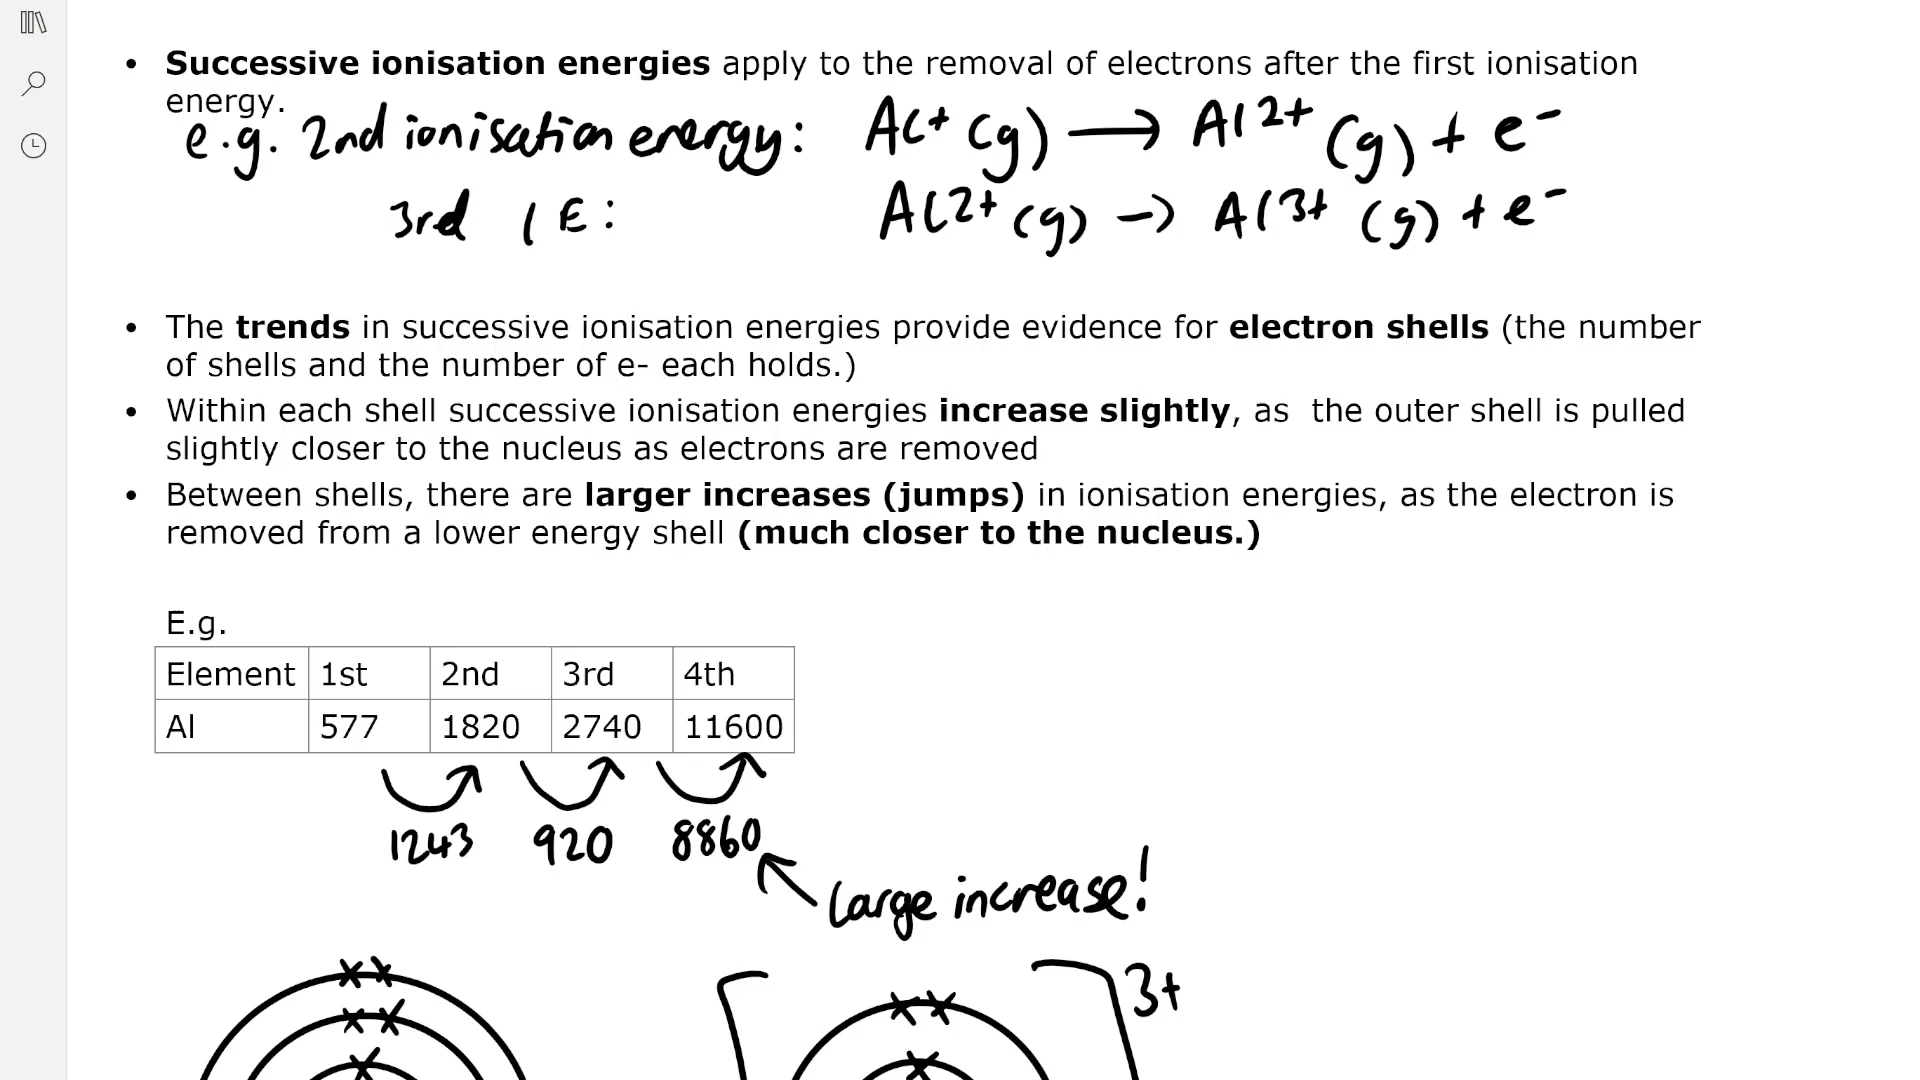 • Successive ionisation energies apply to the removal of electrons after the first ionisation
energy.
e.g. 2nd ionisation energy: Al+ (g) → Al2+ (g) + e-
3rd IE: Al2+ (g) → Al3+ (g) + e-
• The trends in successive ionisation energies provide evidence for electron shells (the number
of shells and the number of e- each holds.)
• Within each shell successive ionisation energies increase slightly, as the outer shell is pulled
slightly closer to the nucleus as electrons are removed
• Between shells, there are larger increases (jumps) in ionisation energies, as the electron is
removed from a lower energy shell (much closer to the nucleus.)
E.g.
Element 1st 2nd 3rd 4th
Al 577 1820 2740 11600
1243 920 8860
large increase!
3+